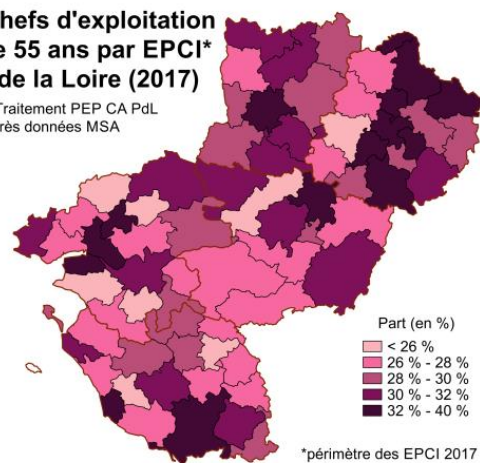 hefs d'exploitation
e 55 ans par EPCI*
de la Loire (2017)
Traitement PEP CA PdL
rès données MSA
Part (en %)
< 26 %
26 % - 28 %
28 % - 30 %
30 % - 32 %
32 % - 40 %
*périmètre des EPCI 2017